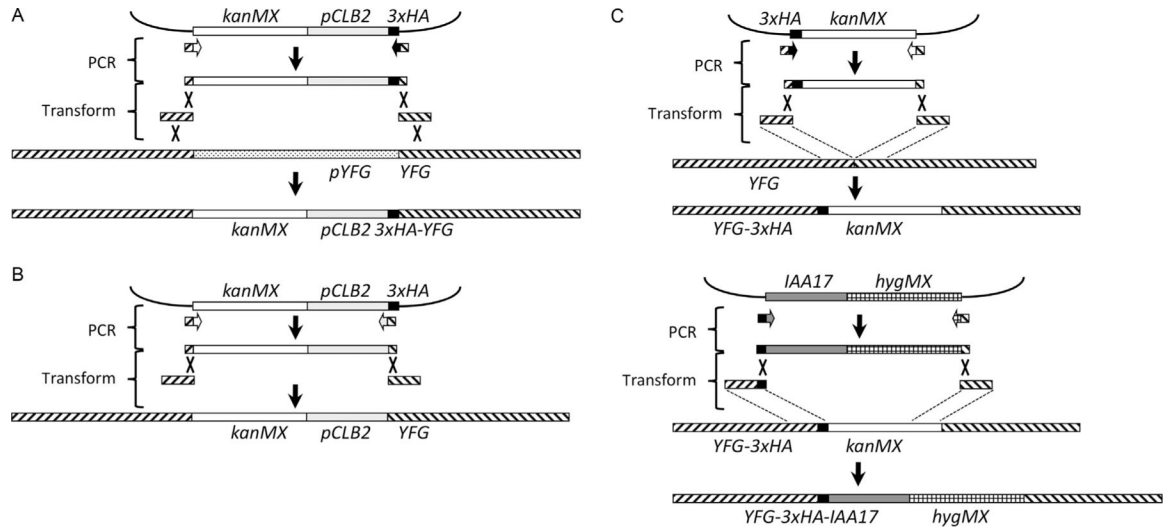 A
kanMX pCLB2 3xHA
PCR
Transform
pYFG YFG
kanMX pCLB2 3xHA-YFG
B
kanMX pCLB2 3xHA
PCR
Transform
kanMX pCLB2 YFG
C
3xHA kanMX
PCR
Transform
YFG
YFG-3xHA kanMX
IAA17 hygMX
PCR
Transform
YFG-3xHA kanMX
YFG-3xHA-IAA17 hygMX